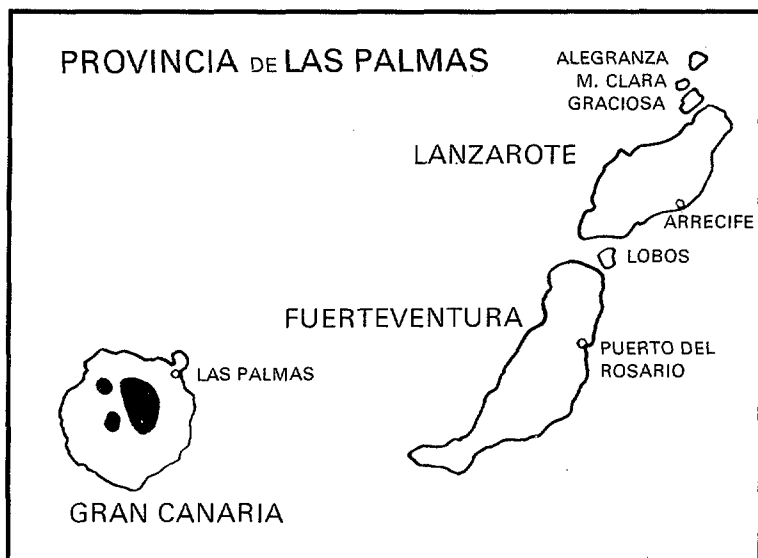 PROVINCIA DE LAS PALMAS
ALEGRANZA
M. CLARA
GRACIOSA
LANZAROTE
ARRECIFE
LOBOS
FUERTEVENTURA
PUERTO DEL
ROSARIO
LAS PALMAS
GRAN CANARIA